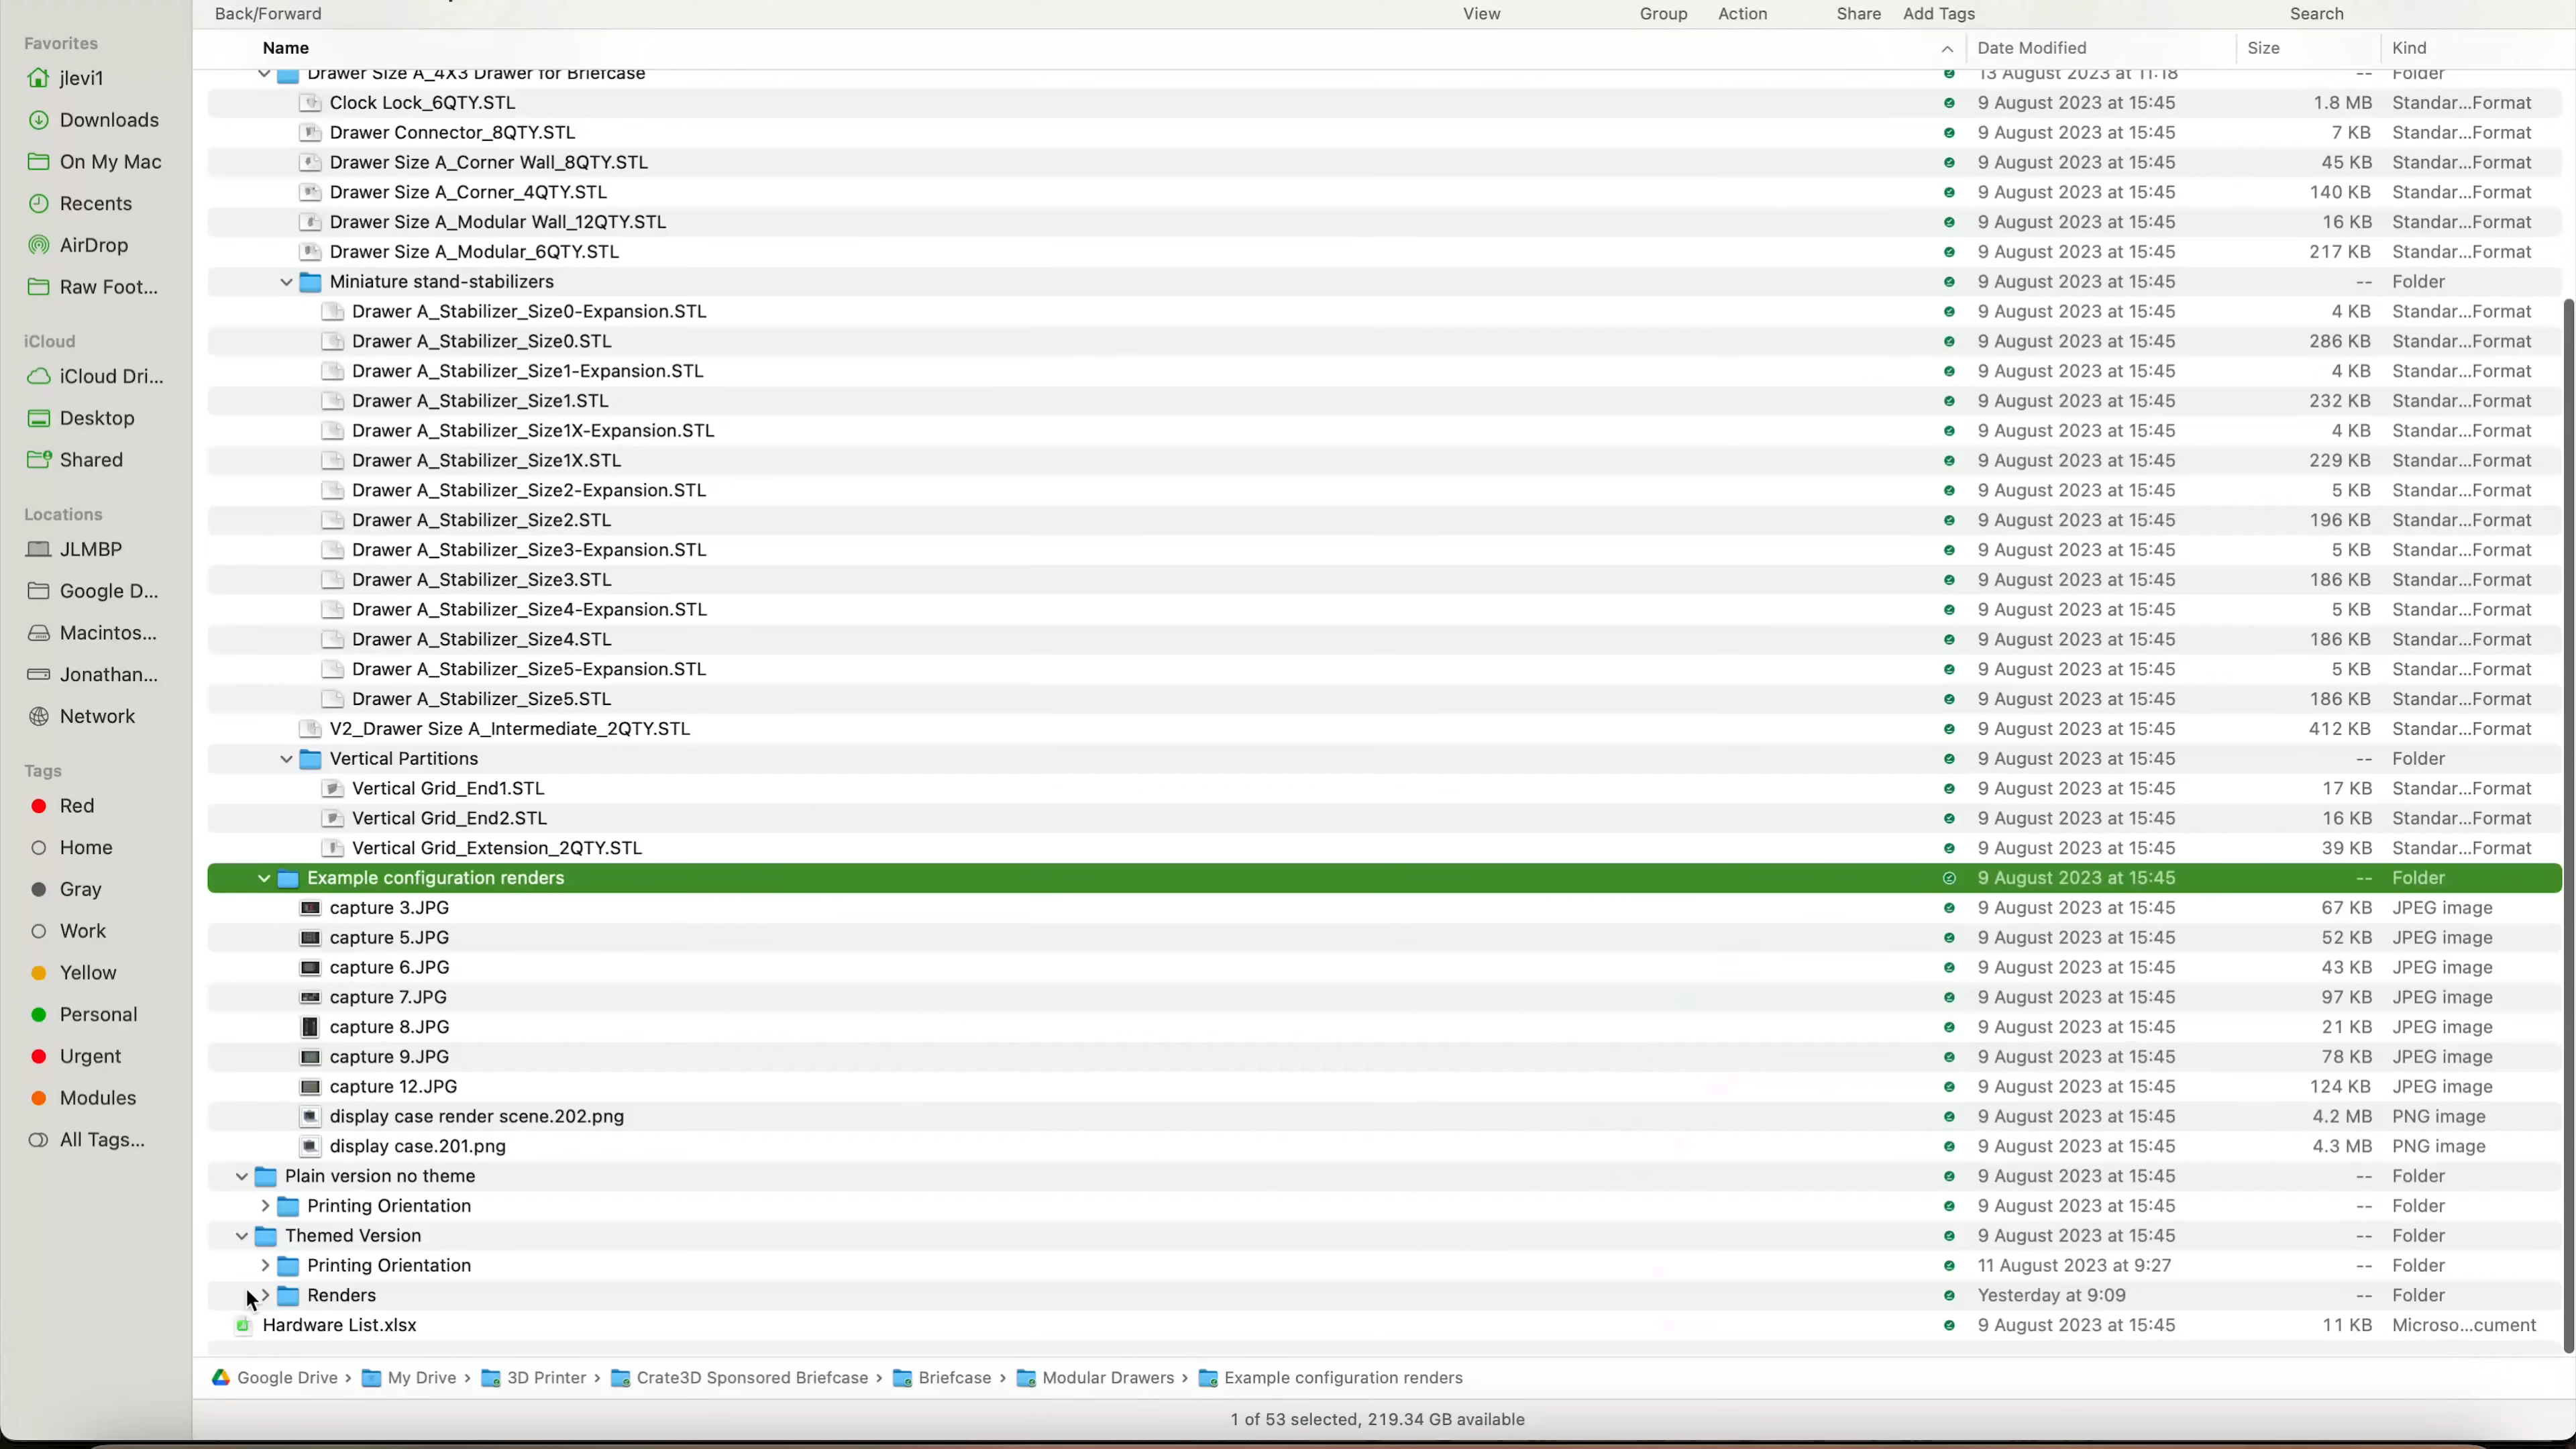 Back/Forward View Group Action Share Add Tags Search
Name Date Modified Size Kind
Favorites
jlevi1
Downloads
On My Mac
Recents
AirDrop
Raw Foot...
iCloud
iCloud Dri...
Desktop
Shared
Locations
JLMBP
Google D...
Macintos...
Jonathan...
Network
Tags
Red
Home
Gray
Work
Yellow
Personal
Urgent
Modules
All Tags...
Drawer Size A_4X3 Drawer for Briefcase 13 August 2023 at 11:18 -- Folder
Clock Lock_6QTY.STL 9 August 2023 at 15:45 1.8 MB Standar...Format
Drawer Connector_8QTY.STL 9 August 2023 at 15:45 7 KB Standar...Format
Drawer Size A_Corner Wall_8QTY.STL 9 August 2023 at 15:45 45 KB Standar...Format
Drawer Size A_Corner_4QTY.STL 9 August 2023 at 15:45 140 KB Standar...Format
Drawer Size A_Modular Wall_12QTY.STL 9 August 2023 at 15:45 16 KB Standar...Format
Drawer Size A_Modular_6QTY.STL 9 August 2023 at 15:45 217 KB Standar...Format
Miniature stand-stabilizers 9 August 2023 at 15:45 -- Folder
Drawer A_Stabilizer_Size0-Expansion.STL 9 August 2023 at 15:45 4 KB Standar...Format
Drawer A_Stabilizer_Size0.STL 9 August 2023 at 15:45 286 KB Standar...Format
Drawer A_Stabilizer_Size1-Expansion.STL 9 August 2023 at 15:45 4 KB Standar...Format
Drawer A_Stabilizer_Size1.STL 9 August 2023 at 15:45 232 KB Standar...Format
Drawer A_Stabilizer_Size1X-Expansion.STL 9 August 2023 at 15:45 4 KB Standar...Format
Drawer A_Stabilizer_Size1X.STL 9 August 2023 at 15:45 229 KB Standar...Format
Drawer A_Stabilizer_Size2-Expansion.STL 9 August 2023 at 15:45 5 KB Standar...Format
Drawer A_Stabilizer_Size2.STL 9 August 2023 at 15:45 196 KB Standar...Format
Drawer A_Stabilizer_Size3-Expansion.STL 9 August 2023 at 15:45 5 KB Standar...Format
Drawer A_Stabilizer_Size3.STL 9 August 2023 at 15:45 186 KB Standar...Format
Drawer A_Stabilizer_Size4-Expansion.STL 9 August 2023 at 15:45 5 KB Standar...Format
Drawer A_Stabilizer_Size4.STL 9 August 2023 at 15:45 186 KB Standar...Format
Drawer A_Stabilizer_Size5-Expansion.STL 9 August 2023 at 15:45 5 KB Standar...Format
Drawer A_Stabilizer_Size5.STL 9 August 2023 at 15:45 186 KB Standar...Format
V2_Drawer Size A_Intermediate_2QTY.STL 9 August 2023 at 15:45 412 KB Standar...Format
Vertical Partitions 9 August 2023 at 15:45 -- Folder
Vertical Grid_End1.STL 9 August 2023 at 15:45 17 KB Standar...Format
Vertical Grid_End2.STL 9 August 2023 at 15:45 16 KB Standar...Format
Vertical Grid_Extension_2QTY.STL 9 August 2023 at 15:45 39 KB Standar...Format
Example configuration renders 9 August 2023 at 15:45 -- Folder
capture 3.JPG 9 August 2023 at 15:45 67 KB JPEG image
capture 5.JPG 9 August 2023 at 15:45 52 KB JPEG image
capture 6.JPG 9 August 2023 at 15:45 43 KB JPEG image
capture 7.JPG 9 August 2023 at 15:45 97 KB JPEG image
capture 8.JPG 9 August 2023 at 15:45 21 KB JPEG image
capture 9.JPG 9 August 2023 at 15:45 78 KB JPEG image
capture 12.JPG 9 August 2023 at 15:45 124 KB JPEG image
display case render scene.202.png 9 August 2023 at 15:45 4.2 MB PNG image
display case.201.png 9 August 2023 at 15:45 4.3 MB PNG image
Plain version no theme 9 August 2023 at 15:45 -- Folder
Printing Orientation 9 August 2023 at 15:45 -- Folder
Themed Version 9 August 2023 at 15:45 -- Folder
Printing Orientation 11 August 2023 at 9:27 -- Folder
Renders Yesterday at 9:09 -- Folder
Hardware List.xlsx 9 August 2023 at 15:45 11 KB Microso...cument
Google Drive › My Drive › 3D Printer › Crate3D Sponsored Briefcase › Briefcase › Modular Drawers › Example configuration renders
1 of 53 selected, 219.34 GB available